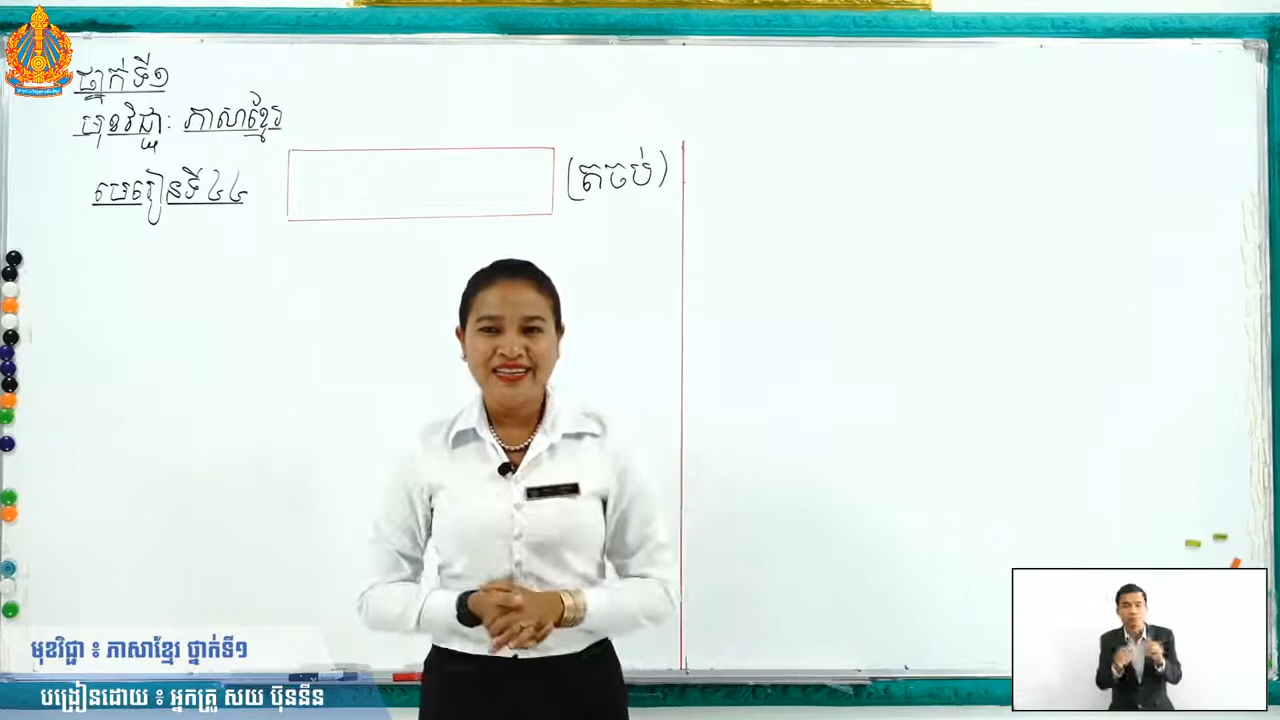 ថ្នាក់ទី១
មុខវិជ្ជា: ភាសាខ្មែរ
មេរៀនទី ៤៤
(ត្រចប់)
មុខវិជ្ជា ៖ ភាសាខ្មែរ ថ្នាក់ទី១
បង្រៀនដោយ ៖ អ្នកគ្រូ សយ ប៊ុននីន